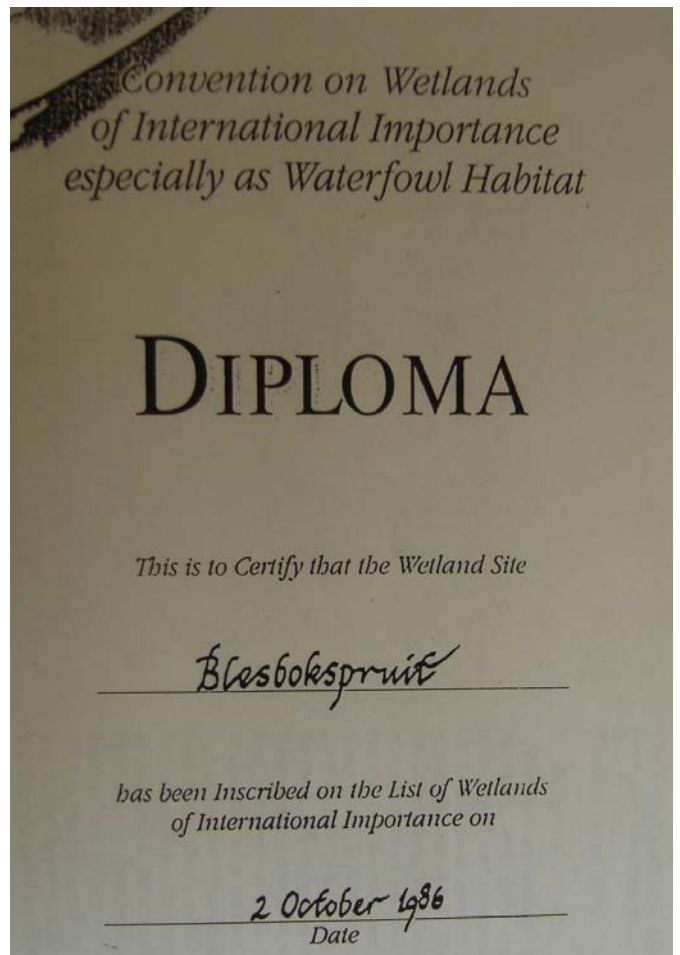 Convention on Wetlands
of International Importance
especially as Waterfowl Habitat
DIPLOMA
This is to Certify that the Wetland Site
Blesbokspruit
has been Inscribed on the List of Wetlands
of International Importance on
2 October 1986
Date